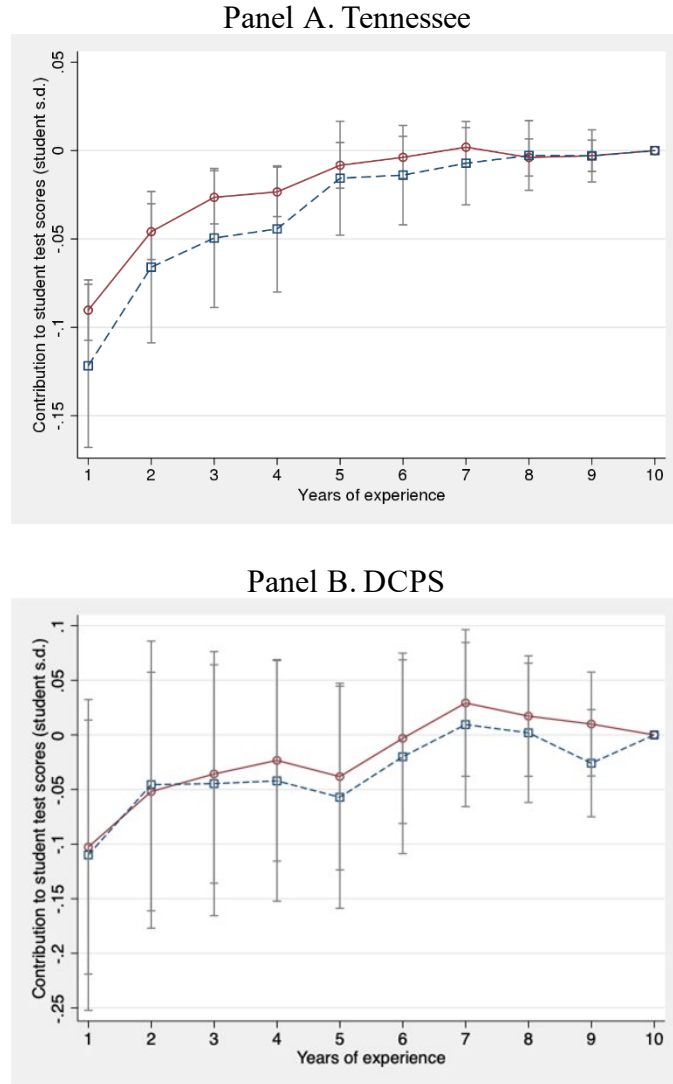 Panel A. Tennessee
Contribution to student test scores (student s.d.)
.05
0
-.05
-.1
-.15
1 2 3 4 5 6 7 8 9 10
Years of experience
Panel B. DCPS
Contribution to student test scores (student s.d.)
.1
.05
0
-.05
-.1
-.15
-.2
-.25
1 2 3 4 5 6 7 8 9 10
Years of experience